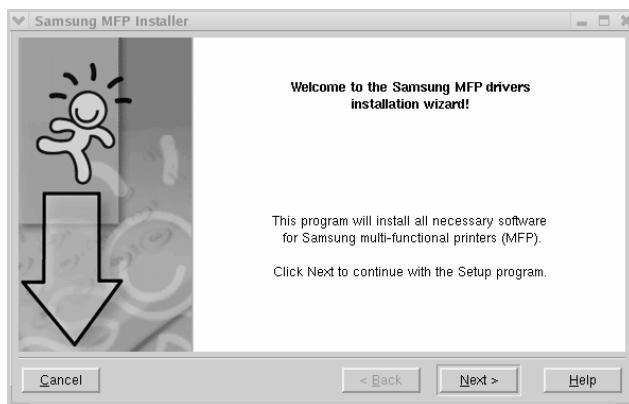 Samsung MFP Installer
Welcome to the Samsung MFP drivers
installation wizard!
This program will install all necessary software
for Samsung multi-functional printers (MFP).
Click Next to continue with the Setup program.
Cancel
< Back
Next >
Help